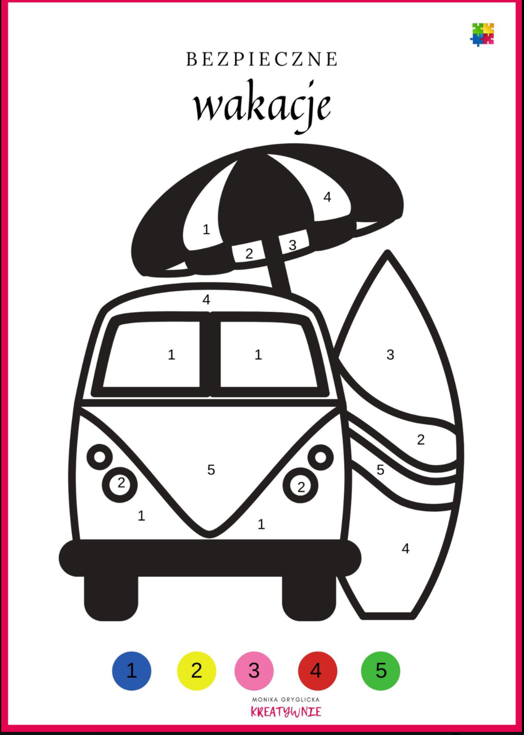 BEZPIECZNE
wakacje
4
1
3
2
4
1 1
3
2
5 5
2 2
1 1
4
1 2 3 4 5
MONIKA GRYGLICKA
KREATYWNIE